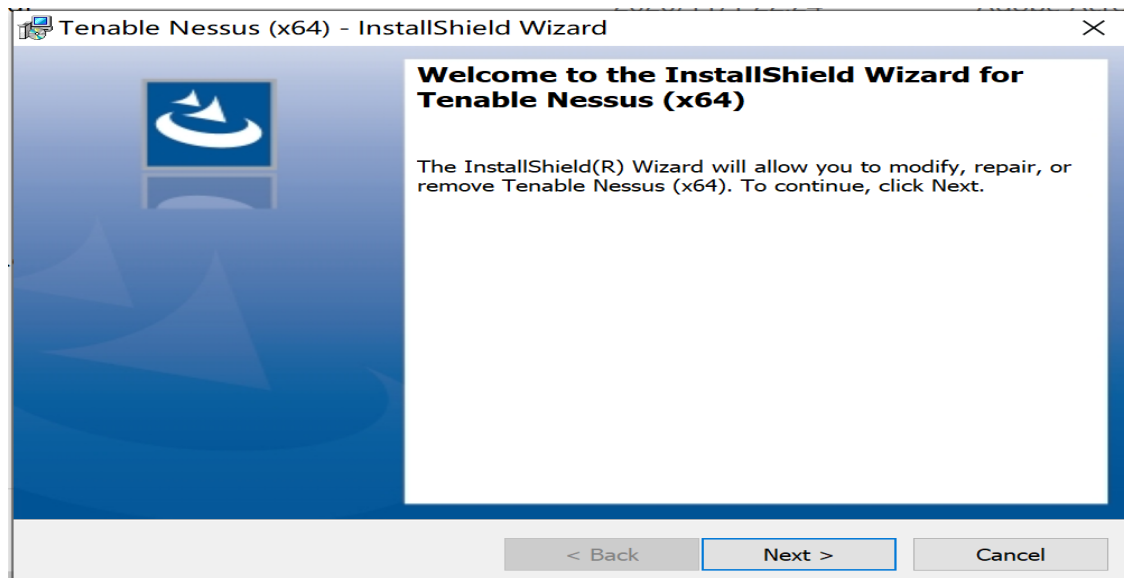 Tenable Nessus (x64) - InstallShield Wizard
Welcome to the InstallShield Wizard for
Tenable Nessus (x64)
The InstallShield(R) Wizard will allow you to modify, repair, or
remove Tenable Nessus (x64). To continue, click Next.
< Back
Next >
Cancel